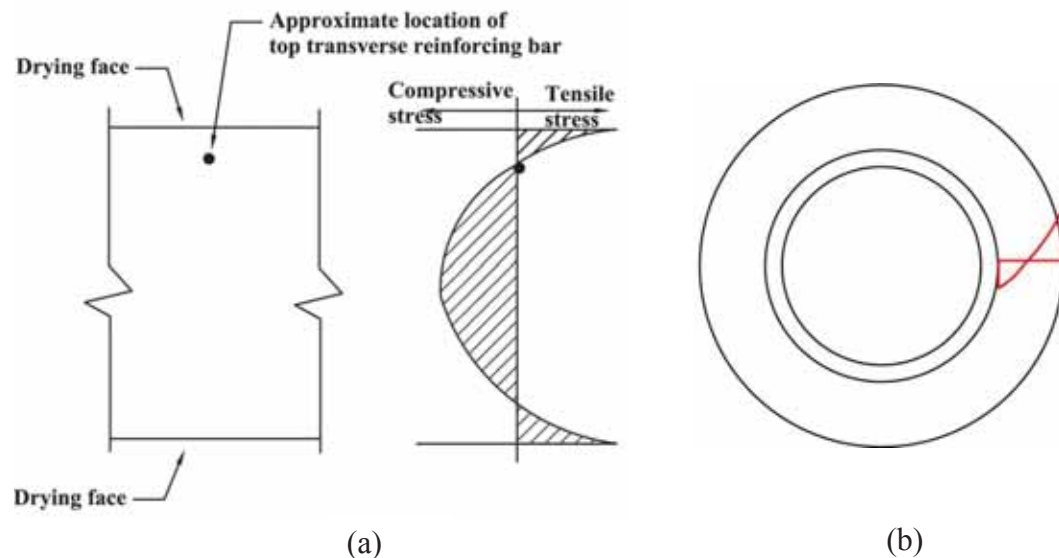 Approximate location of
top transverse reinforcing bar
Drying face
Compressive
stress
Tensile
stress
Drying face
(a)
(b)